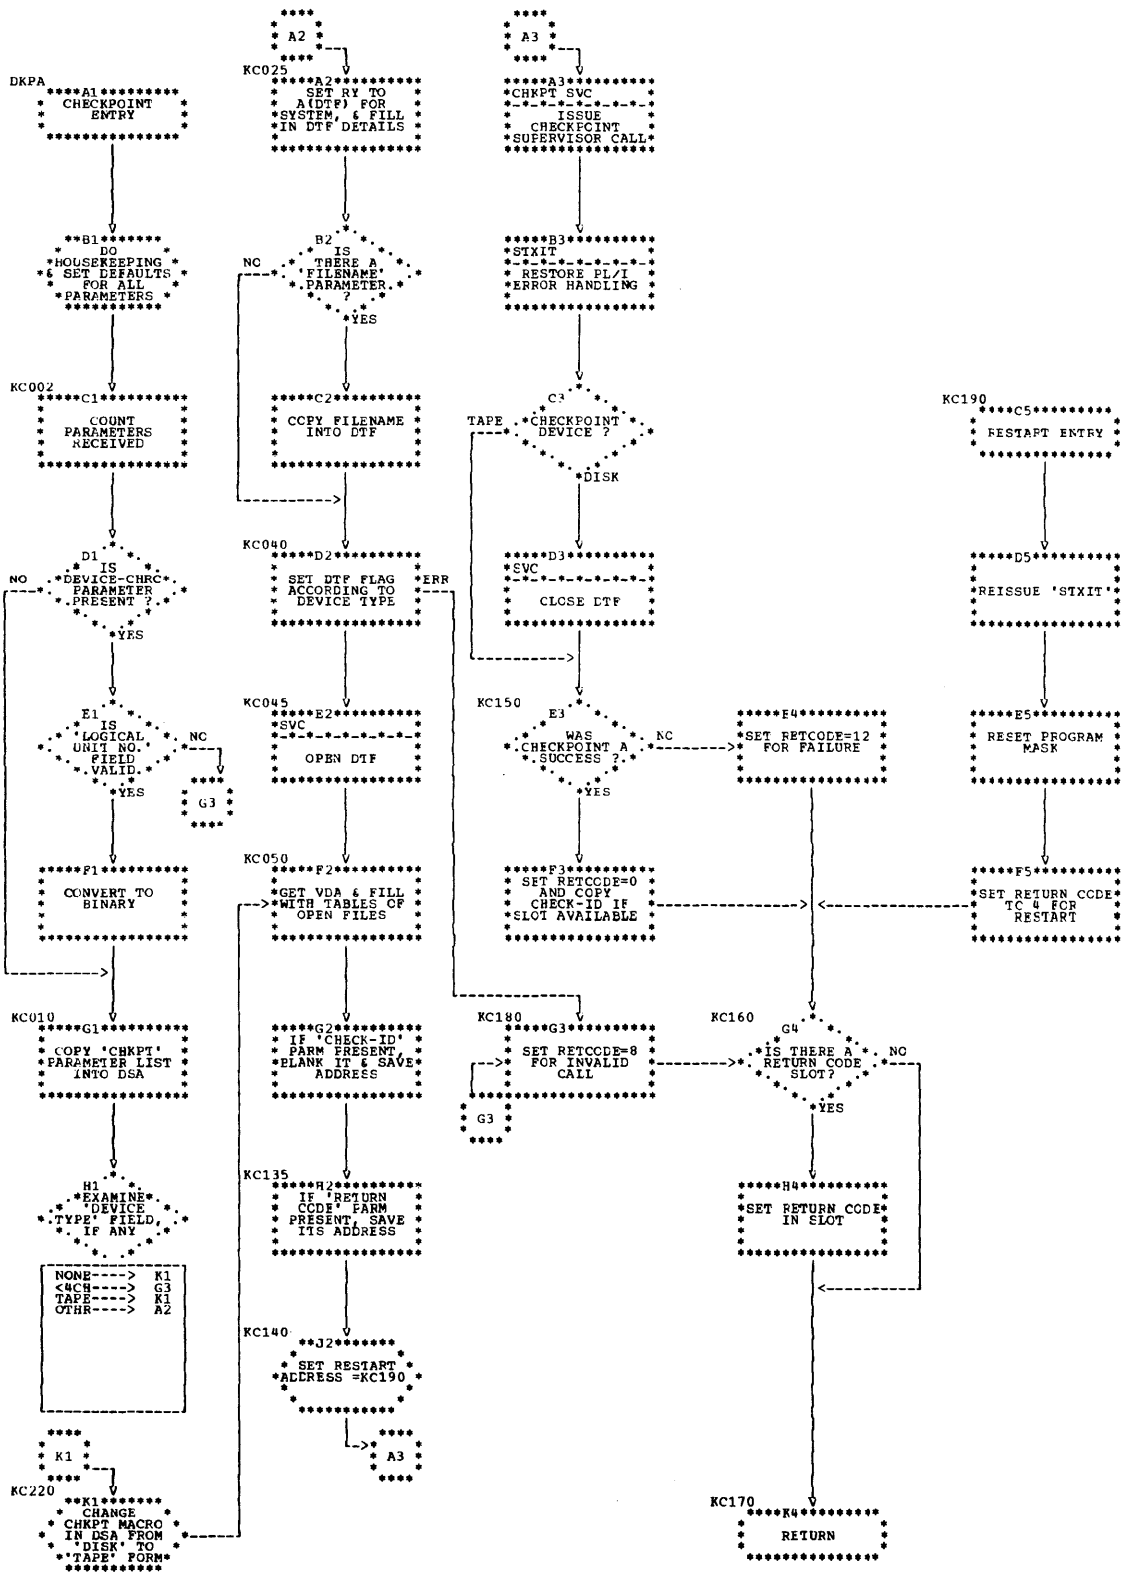 DKPA
A1
CHECKPOINT
ENTRY
B1
DO
HOUSEKEEPING
& SET DEFAULTS
FOR ALL
PARAMETERS
KC002
C1
COUNT
PARAMETERS
RECEIVED
D1
IS
DEVICE-CHRC
PARAMETER
PRESENT ?
NO
YES
E1
IS
'LOGICAL
UNIT NO.'
FIELD
VALID.
NO
YES
G3
F1
CONVERT TO
BINARY
KC010
G1
COPY 'CHKPT'
PARAMETER LIST
INTO DSA
H1
EXAMINE
'DEVICE
TYPE' FIELD,
IF ANY
NONE----> K1
<4CH----> G3
TAPE----> K1
OTHR----> A2
K1
KC220
K1
CHANGE
CHKPT MACRO
IN DSA FROM
'DISK' TO
'TAPE' FORM
A2
KC025
A2
SET RY TO
A(DTF) FOR
SYSTEM, & FILL
IN DTF DETAILS
B2
IS
THERE A
'FILENAME'
PARAMETER
?
NO
YES
C2
CCPY FILENAME
INTO DTF
KC040
D2
SET DTF FLAG
ACCORDING TO
DEVICE TYPE
ERR
KC045
E2
SVC
OPEN DTF
KC050
F2
GET VDA & FILL
WITH TABLES OF
OPEN FILES
G2
IF 'CHECK-ID'
PARM PRESENT,
PLANK IT & SAVE
ADDRESS
KC135
H2
IF 'RETURN
CODE' PARM
PRESENT, SAVE
ITS ADDRESS
KC140
J2
SET RESTART
ADDRESS =KC190
A3
A3
A3
CHKPT SVC
ISSUE
CHECKPOINT
SUPERVISOR CALL
B3
STXIT
RESTORE PL/I
ERROR HANDLING
C3
CHECKPOINT
DEVICE ?
TAPE
DISK
D3
SVC
CLOSE DTF
KC150
E3
WAS
CHECKPOINT A
SUCCESS ?
NC
YES
F3
SET RETCODE=0
AND COPY
CHECK-ID IF
SLOT AVAILABLE
KC180
G3
SET RETCODE=8
FOR INVALID
CALL
G3
E4
SET RETCODE=12
FOR FAILURE
KC160
G4
IS THERE A
RETURN CODE
SLOT?
NO
YES
H4
SET RETURN CODE
IN SLOT
KC170
K4
RETURN
KC190
C5
RESTART ENTRY
D5
REISSUE 'STXIT'
E5
RESET PROGRAM
MASK
F5
SET RETURN CODE
TC 4 FOR
RESTART